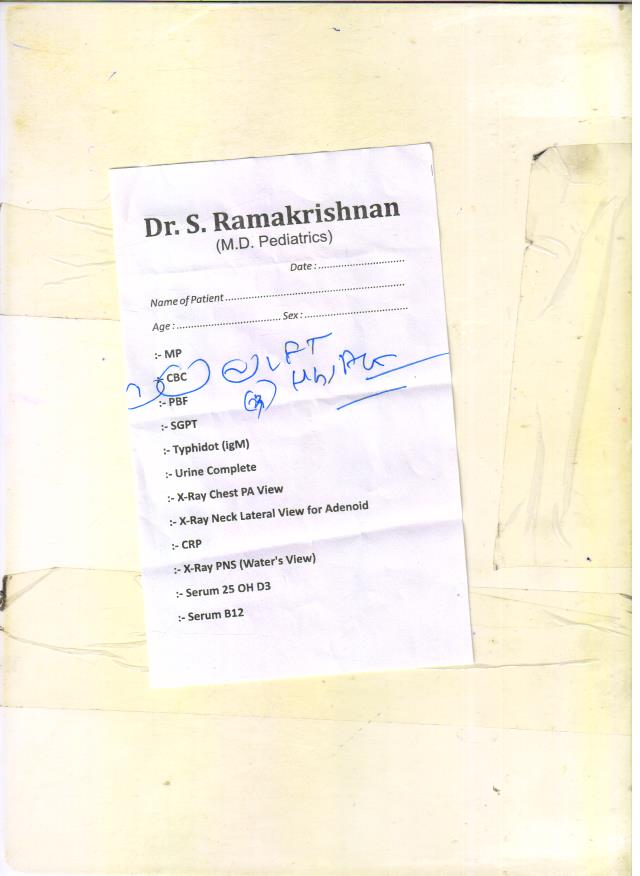 Dr. S. Ramakrishnan
(M.D. Pediatrics)
Date : ............................
Name of Patient ............................................................
Age : ................................... Sex : ...................................
:- MP
:- CBC LFT
:- PBF
:- SGPT
:- Typhidot (igM)
:- Urine Complete
:- X-Ray Chest PA View
:- X-Ray Neck Lateral View for Adenoid
:- CRP
:- X-Ray PNS (Water's View)
:- Serum 25 OH D3
:- Serum B12